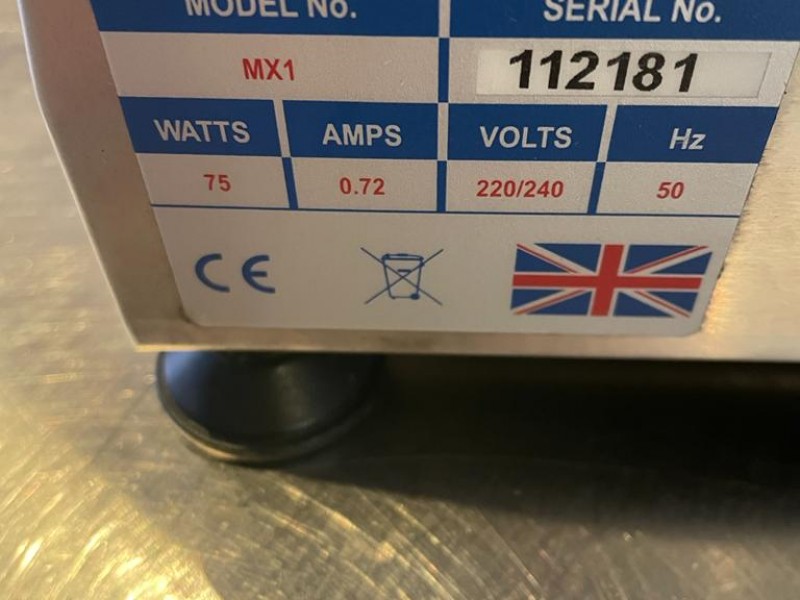 MODEL No. SERIAL No.
MX1 112181
WATTS AMPS VOLTS Hz
75 0.72 220/240 50
CE